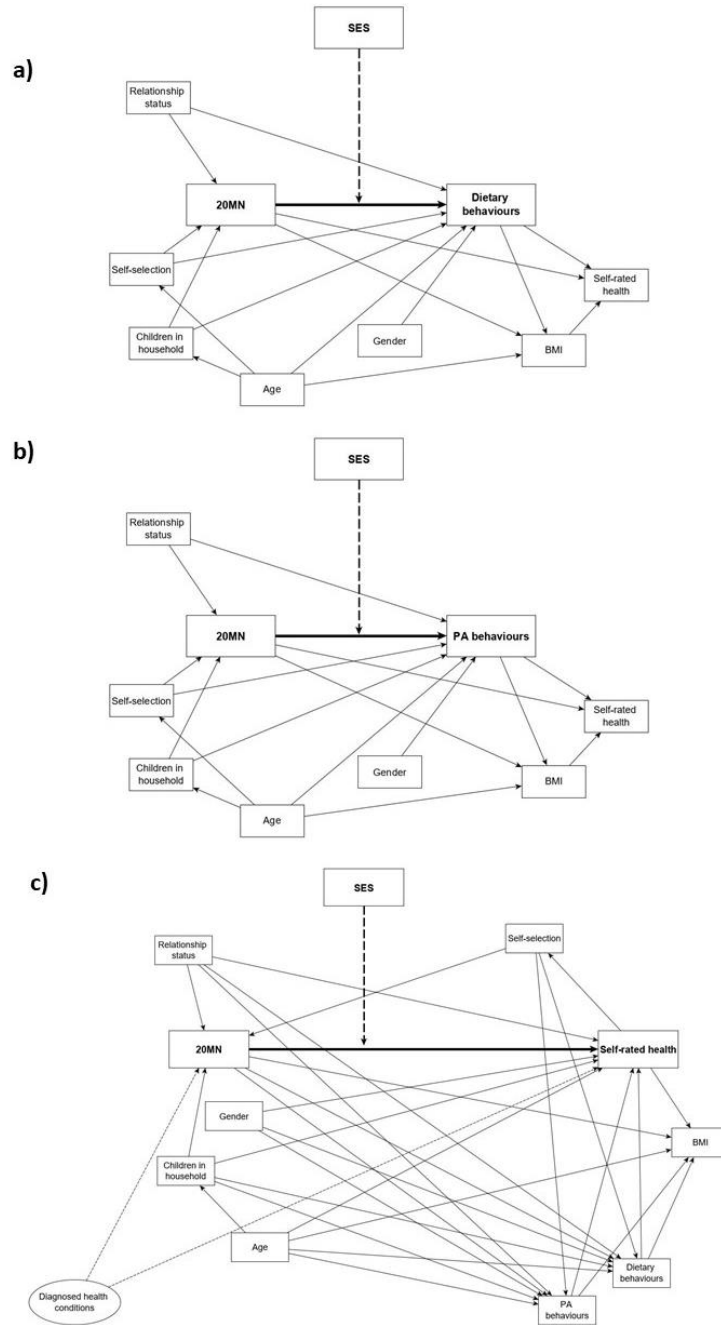 SES
a)
Relationship
status
20MN
Dietary
behaviours
Self-selection
Self-rated
health
Children in
household
Gender
BMI
Age
b)
SES
Relationship
status
20MN
PA behaviours
Self-selection
Self-rated
health
Children in
household
Gender
BMI
Age
c)
SES
Relationship
status
Self-selection
20MN
Self-rated health
Gender
BMI
Children in
household
Age
Dietary
behaviours
Diagnosed health
conditions
PA
behaviours